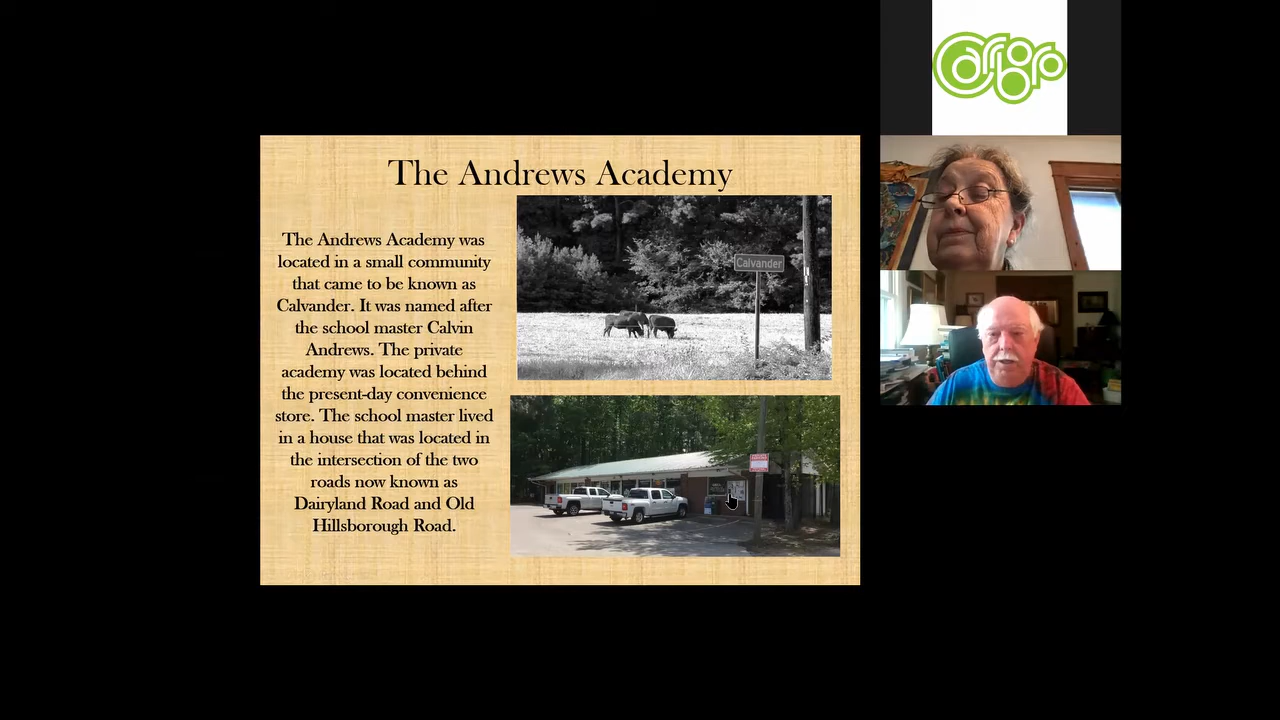 Carrboro
The Andrews Academy
The Andrews Academy was
located in a small community
that came to be known as
Calvander. It was named after
the school master Calvin
Andrews. The private
academy was located behind
the present-day convenience
store. The school master lived
in a house that was located in
the intersection of the two
roads now known as
Dairyland Road and Old
Hillsborough Road.
Calvander